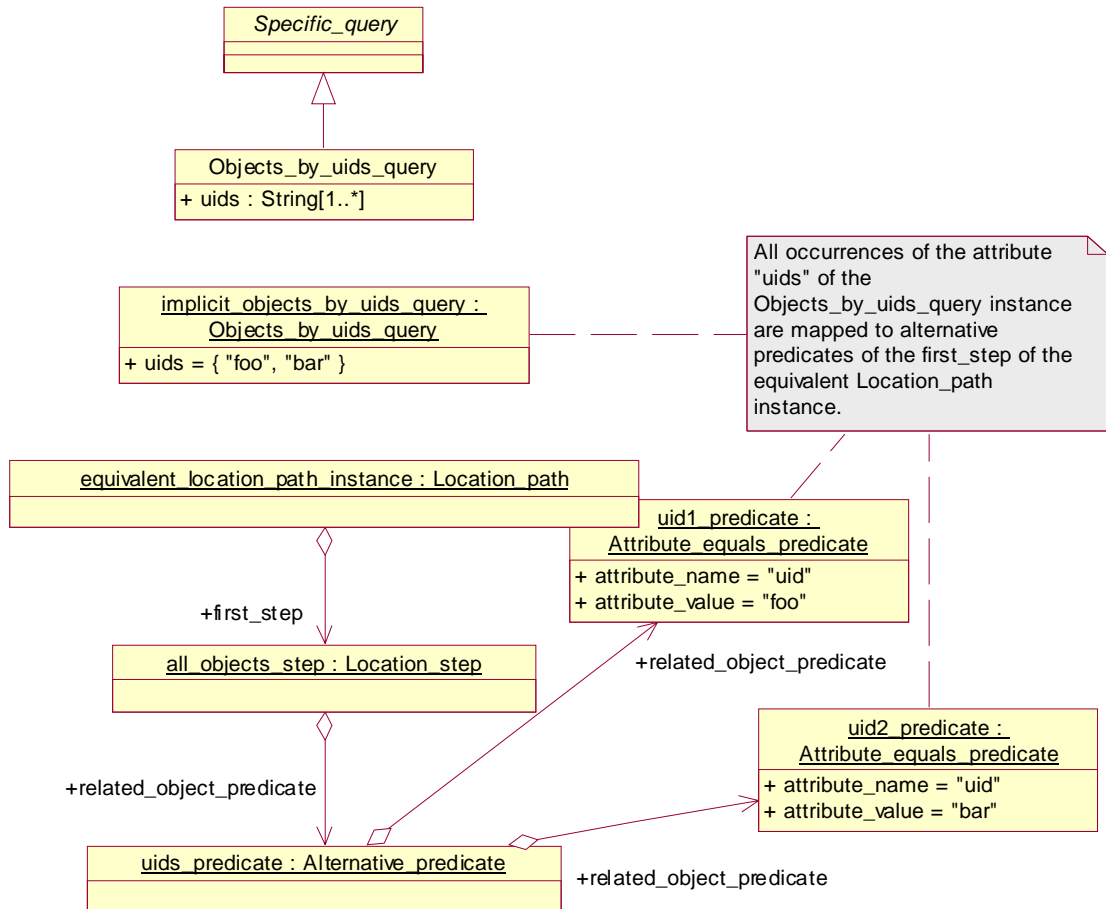 Specific_query
Objects_by_uids_query
+ uids : String[1..*]
implicit_objects_by_uids_query :
Objects_by_uids_query
+ uids = { "foo", "bar" }
All occurrences of the attribute
"uids" of the
Objects_by_uids_query instance
are mapped to alternative
predicates of the first_step of the
equivalent Location_path
instance.
equivalent_location_path_instance : Location_path
uid1_predicate :
Attribute_equals_predicate
+ attribute_name = "uid"
+ attribute_value = "foo"
+first_step
all_objects_step : Location_step
+related_object_predicate
uid2_predicate :
Attribute_equals_predicate
+ attribute_name = "uid"
+ attribute_value = "bar"
+related_object_predicate
uids_predicate : Alternative_predicate
+related_object_predicate